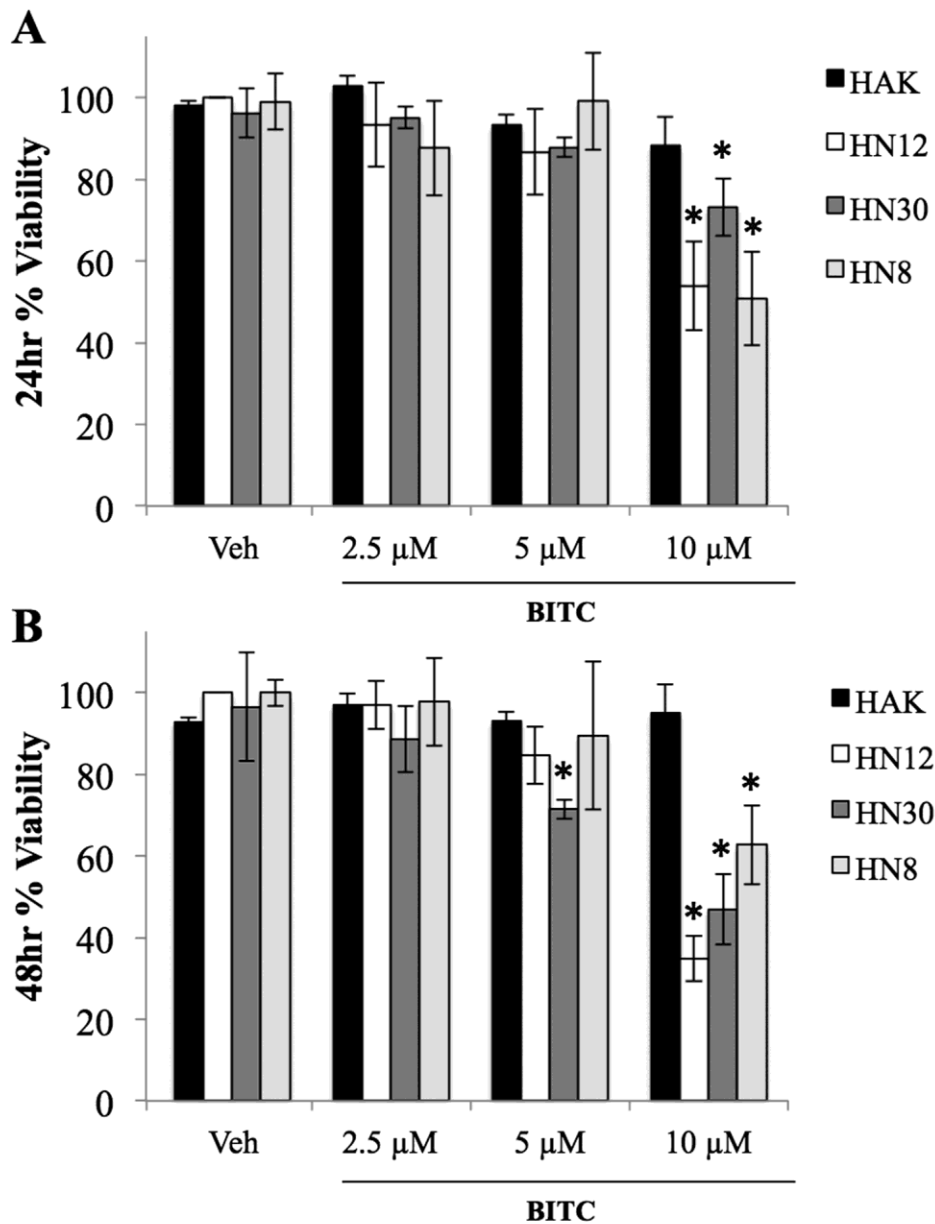 A
24hr % Viability
100
80
60
40
20
0
* * *
HAK
HN12
HN30
HN8
Veh 2.5 µM 5 µM 10 µM
BITC
B
48hr % Viability
100
80
60
40
20
0
* * * *
HAK
HN12
HN30
HN8
Veh 2.5 µM 5 µM 10 µM
BITC